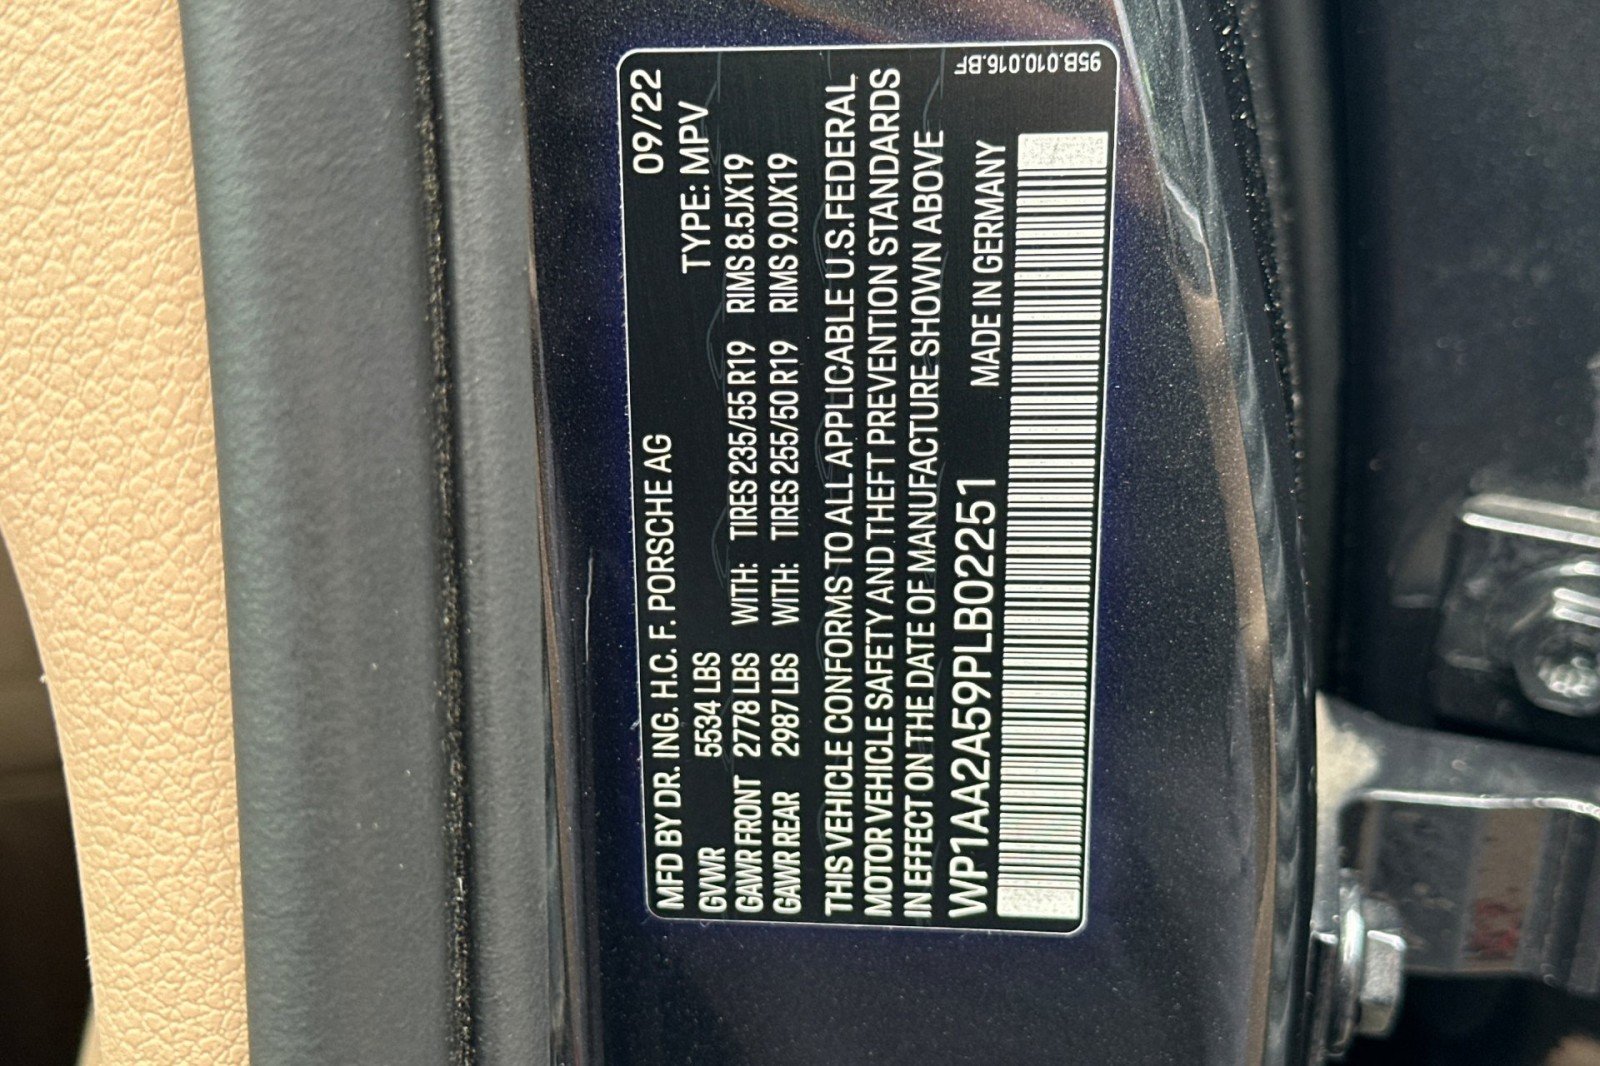 MFD BY DR. ING. H.C. F. PORSCHE AG 09/22
GVWR 5534 LBS TYPE: MPV
GAWR FRONT 2778 LBS WITH: TIRES 235/55 R19 RIMS 8.5JX19
GAWR REAR 2987 LBS WITH: TIRES 255/50 R19 RIMS 9.0JX19
THIS VEHICLE CONFORMS TO ALL APPLICABLE U.S. FEDERAL
MOTOR VEHICLE SAFETY AND THEFT PREVENTION STANDARDS
IN EFFECT ON THE DATE OF MANUFACTURE SHOWN ABOVE
WP1AA2A59PLB02251 MADE IN GERMANY
95B.010.016.BF